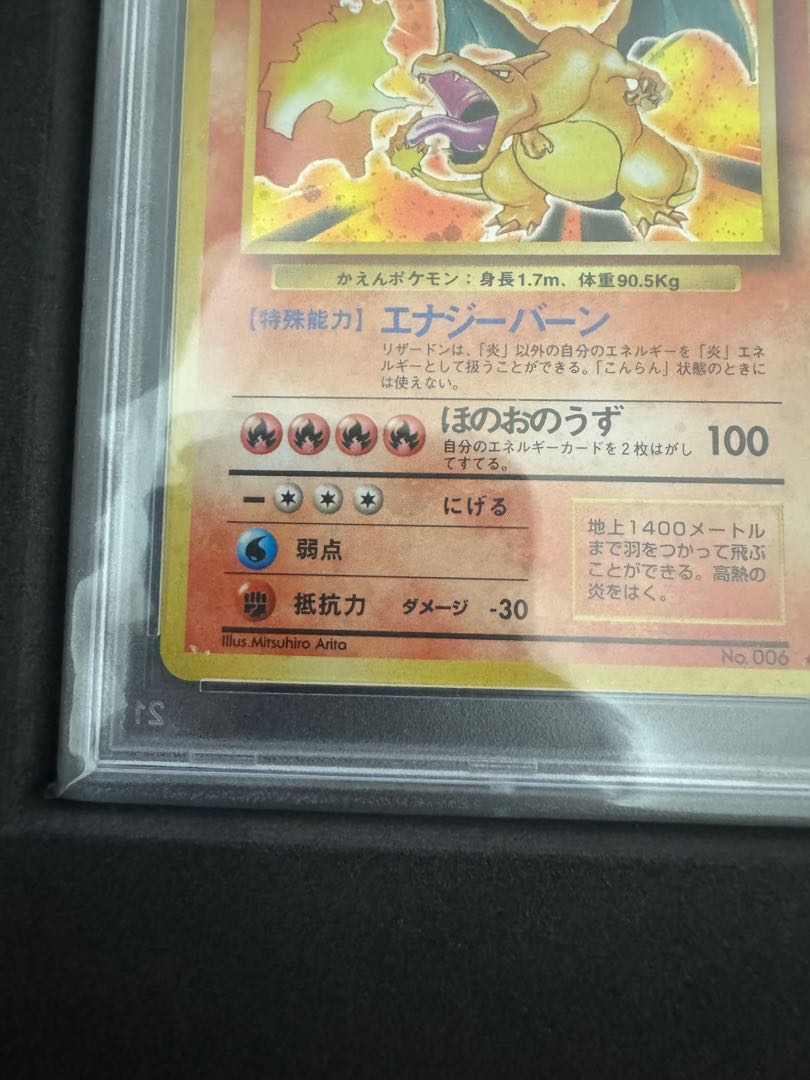 かえんポケモン：身長1.7m、体重90.5Kg
【特殊能力】エナジーバーン
リザードンは、「炎」以外の自分のエネルギーを「炎」エネ
ルギーとして扱うことができる。「こんらん」状態のときに
は使えない。
ほのおのうず 100
自分のエネルギーカードを2枚はがし
てすてる。
にげる
弱点
抵抗力 ダメージ -30
地上1400メートル
まで羽をつかって飛ぶ
ことができる。高熱の
炎をはく。
Illus.Mitsuhiro Arita
No.006
21